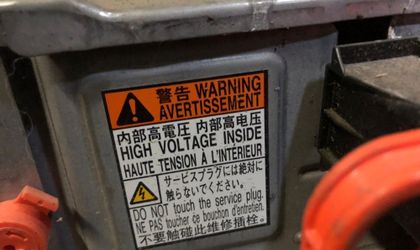 警告 WARNING
AVERTISSEMENT
内部高電圧 内部高电压
HIGH VOLTAGE INSIDE
HAUTE TENSION À L'INTÉRIEUR
サービスプラグには絶対に
触らないでください。
DO NOT touch the service plug.
NE PAS toucher ce bouchon d'entretien.
不要触碰此维修插栓。